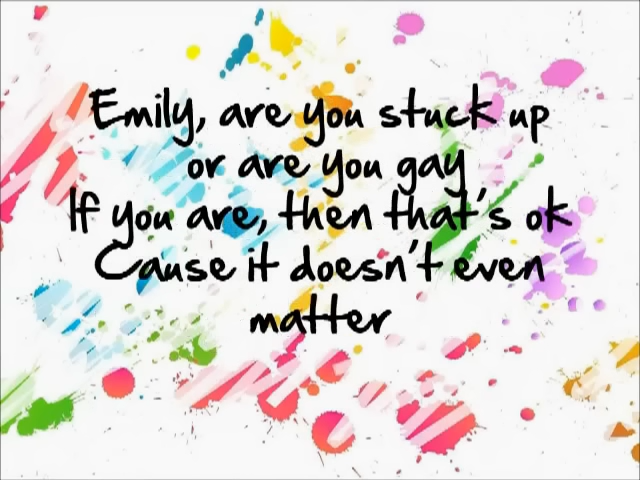 Emily, are you stuck up
or are you gay
If you are, then that's ok
Cause it doesn't even
matter